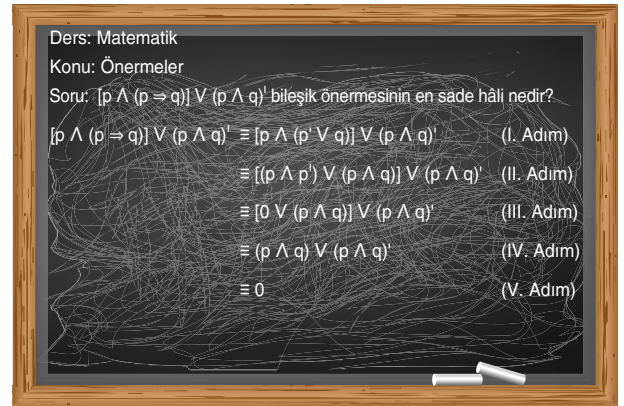 Ders: Matematik
Konu: Önermeler
Soru: [p Λ (p ⇒ q)] V (p Λ q)ꞌ bileşik önermesinin en sade hâli nedir?
[p Λ (p ⇒ q)] V (p Λ q)ꞌ ≡ [p Λ (p' V q)] V (p Λ q)' (I. Adım)
≡ [(p Λ pꞌ) V (p Λ q)] V (p Λ q)' (II. Adım)
≡ [0 V (p Λ q)] V (p Λ q)' (III. Adım)
≡ (p Λ q) V (p Λ q)' (IV. Adım)
≡ 0 (V. Adım)